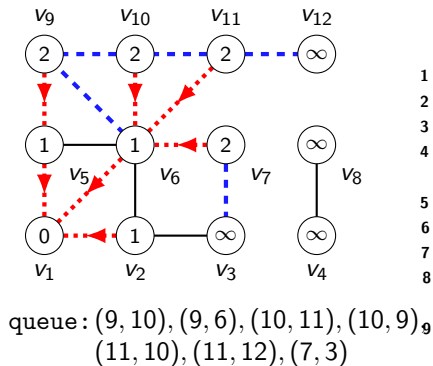 v9 v10 v11 v12
2 2 2 ∞
1
2
3
4
1 1 2 ∞
v5 v6 v7 v8
5
6
7
8
0 1 ∞ ∞
v1 v2 v3 v4
queue: (9, 10), (9, 6), (10, 11), (10, 9), 9
(11, 10), (11, 12), (7, 3)